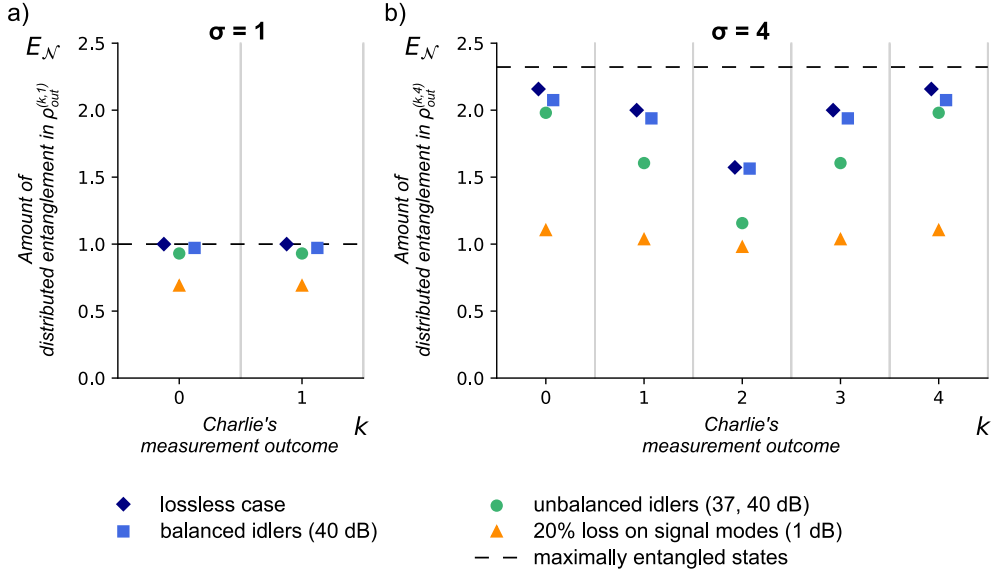 a)
σ = 1
E𝒩
2.5
2.0
1.5
1.0
0.5
0.0
Amount of
distributed entanglement in ρ_out^(k,1)
0 1
k
Charlie's
measurement outcome
b)
σ = 4
E𝒩
2.5
2.0
1.5
1.0
0.5
0.0
Amount of
distributed entanglement in ρ_out^(k,4)
0 1 2 3 4
k
Charlie's
measurement outcome
lossless case
balanced idlers (40 dB)
unbalanced idlers (37, 40 dB)
20% loss on signal modes (1 dB)
maximally entangled states